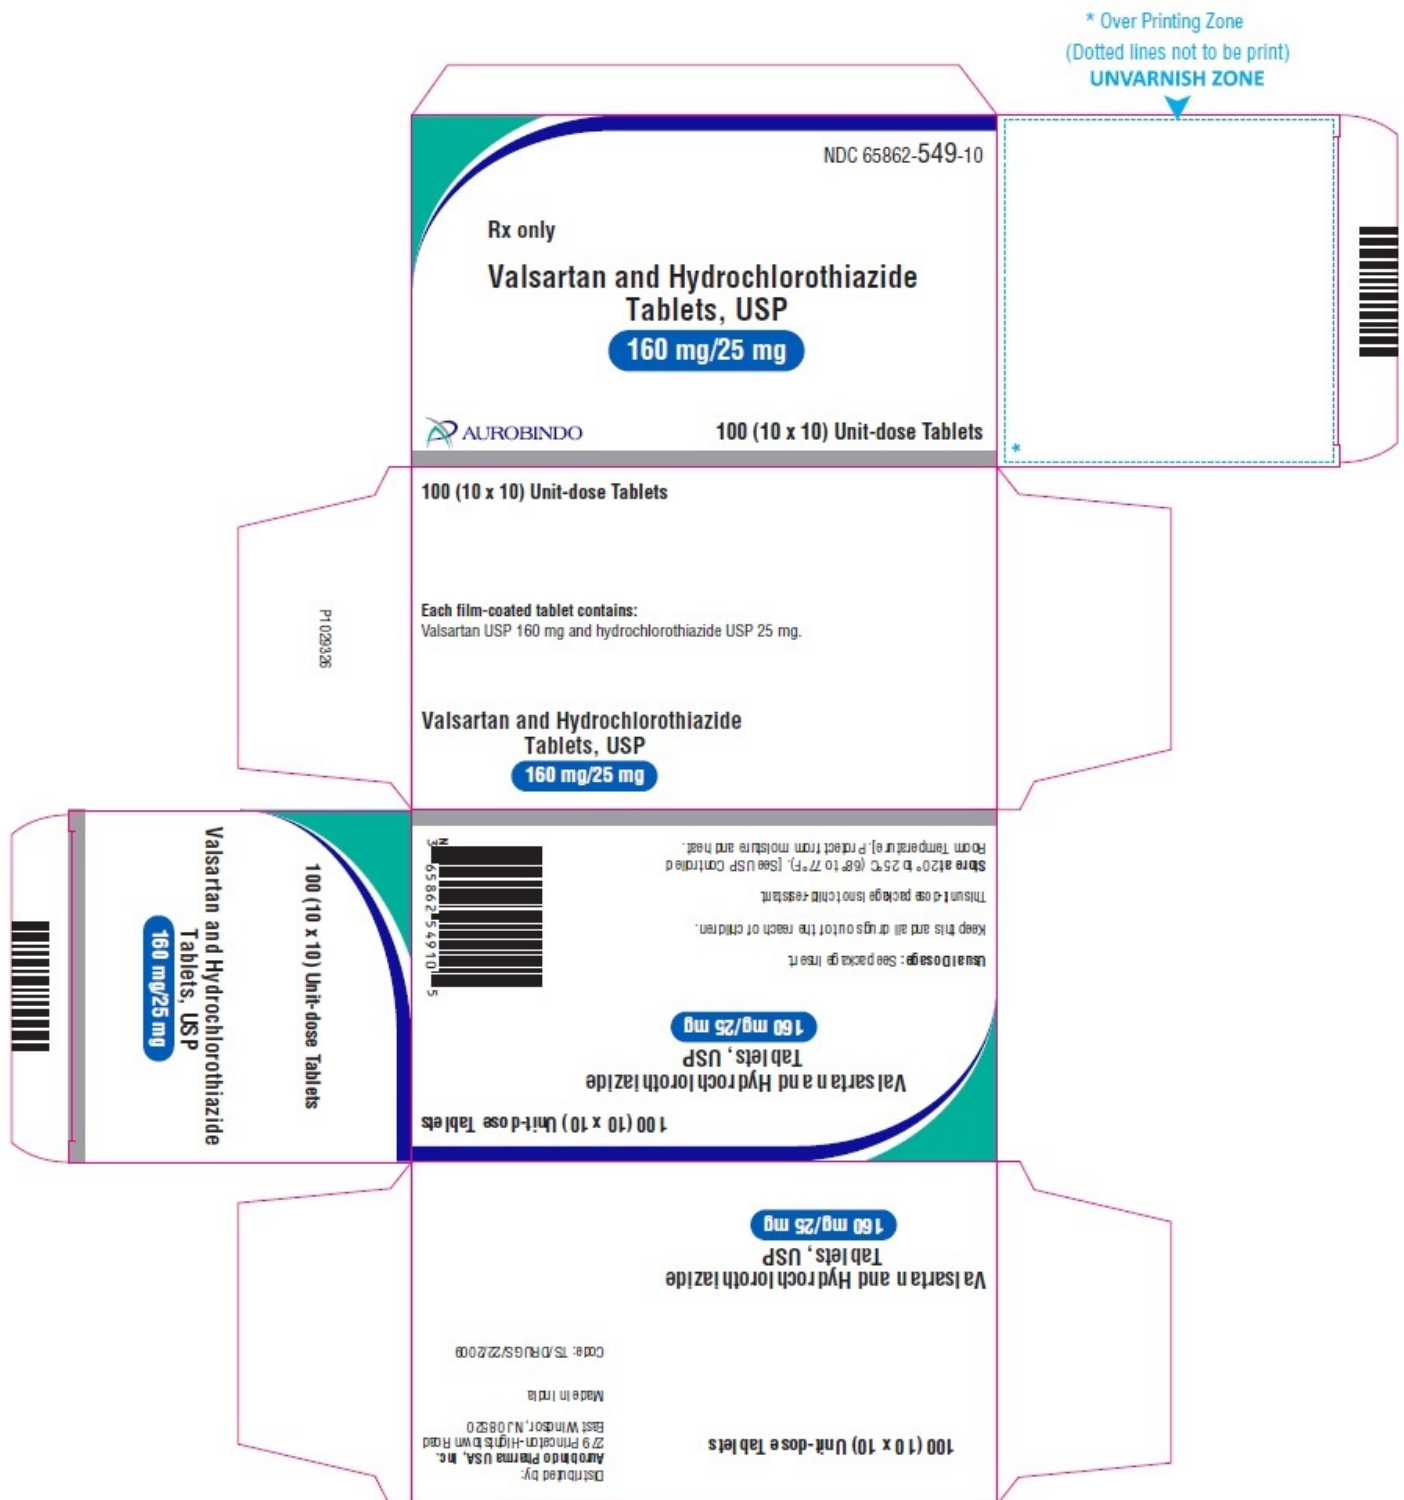 * Over Printing Zone
(Dotted lines not to be print)
UNVARNISH ZONE
NDC 65862-549-10
Rx only
Valsartan and Hydrochlorothiazide
Tablets, USP
160 mg/25 mg
AUROBINDO
100 (10 x 10) Unit-dose Tablets
*
100 (10 x 10) Unit-dose Tablets
Each film-coated tablet contains:
Valsartan USP 160 mg and hydrochlorothiazide USP 25 mg.
P1029326
Valsartan and Hydrochlorothiazide
Tablets, USP
160 mg/25 mg
100 (10 x 10) Unit-dose Tablets
Valsartan and Hydrochlorothiazide
Tablets, USP
160 mg/25 mg
100 (10 x 10) Unit-dose Tablets
Valsartan and Hydrochlorothiazide
Tablets, USP
160 mg/25 mg
Usual Dosage: See package insert.
Keep this and all drugs out of the reach of children.
This unit-dose package is not child-resistant.
Store at 20° to 25°C (68° to 77°F). [See USP Controlled
Room Temperature]. Protect from moisture and heat.
N
3 65862 54910 5
Distributed by:
Aurobindo Pharma USA, Inc.
279 Princeton-Hightstown Road
East Windsor, NJ 08520
Made in India
Code: TS/DRUGS/22/2009
100 (10 x 10) Unit-dose Tablets
Valsartan and Hydrochlorothiazide
Tablets, USP
160 mg/25 mg